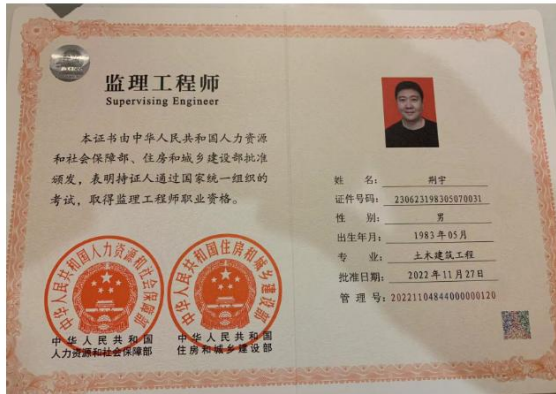 监理工程师
Supervising Engineer
本证书由中华人民共和国人力资源
和社会保障部、住房和城乡建设部批准
颁发，表明持证人通过国家统一组织的
考试，取得监理工程师职业资格。
中华人民共和国人力资源和社会保障部
中华人民共和国
人力资源和社会保障部
中华人民共和国住房和城乡建设部
中华人民共和国
住房和城乡建设部
姓 名： 荆宇
证件号码： 230623198305070031
性 别： 男
出生年月： 1983年05月
专 业： 土木建筑工程
批准日期： 2022年11月27日
管 理 号： 20221104844000000120